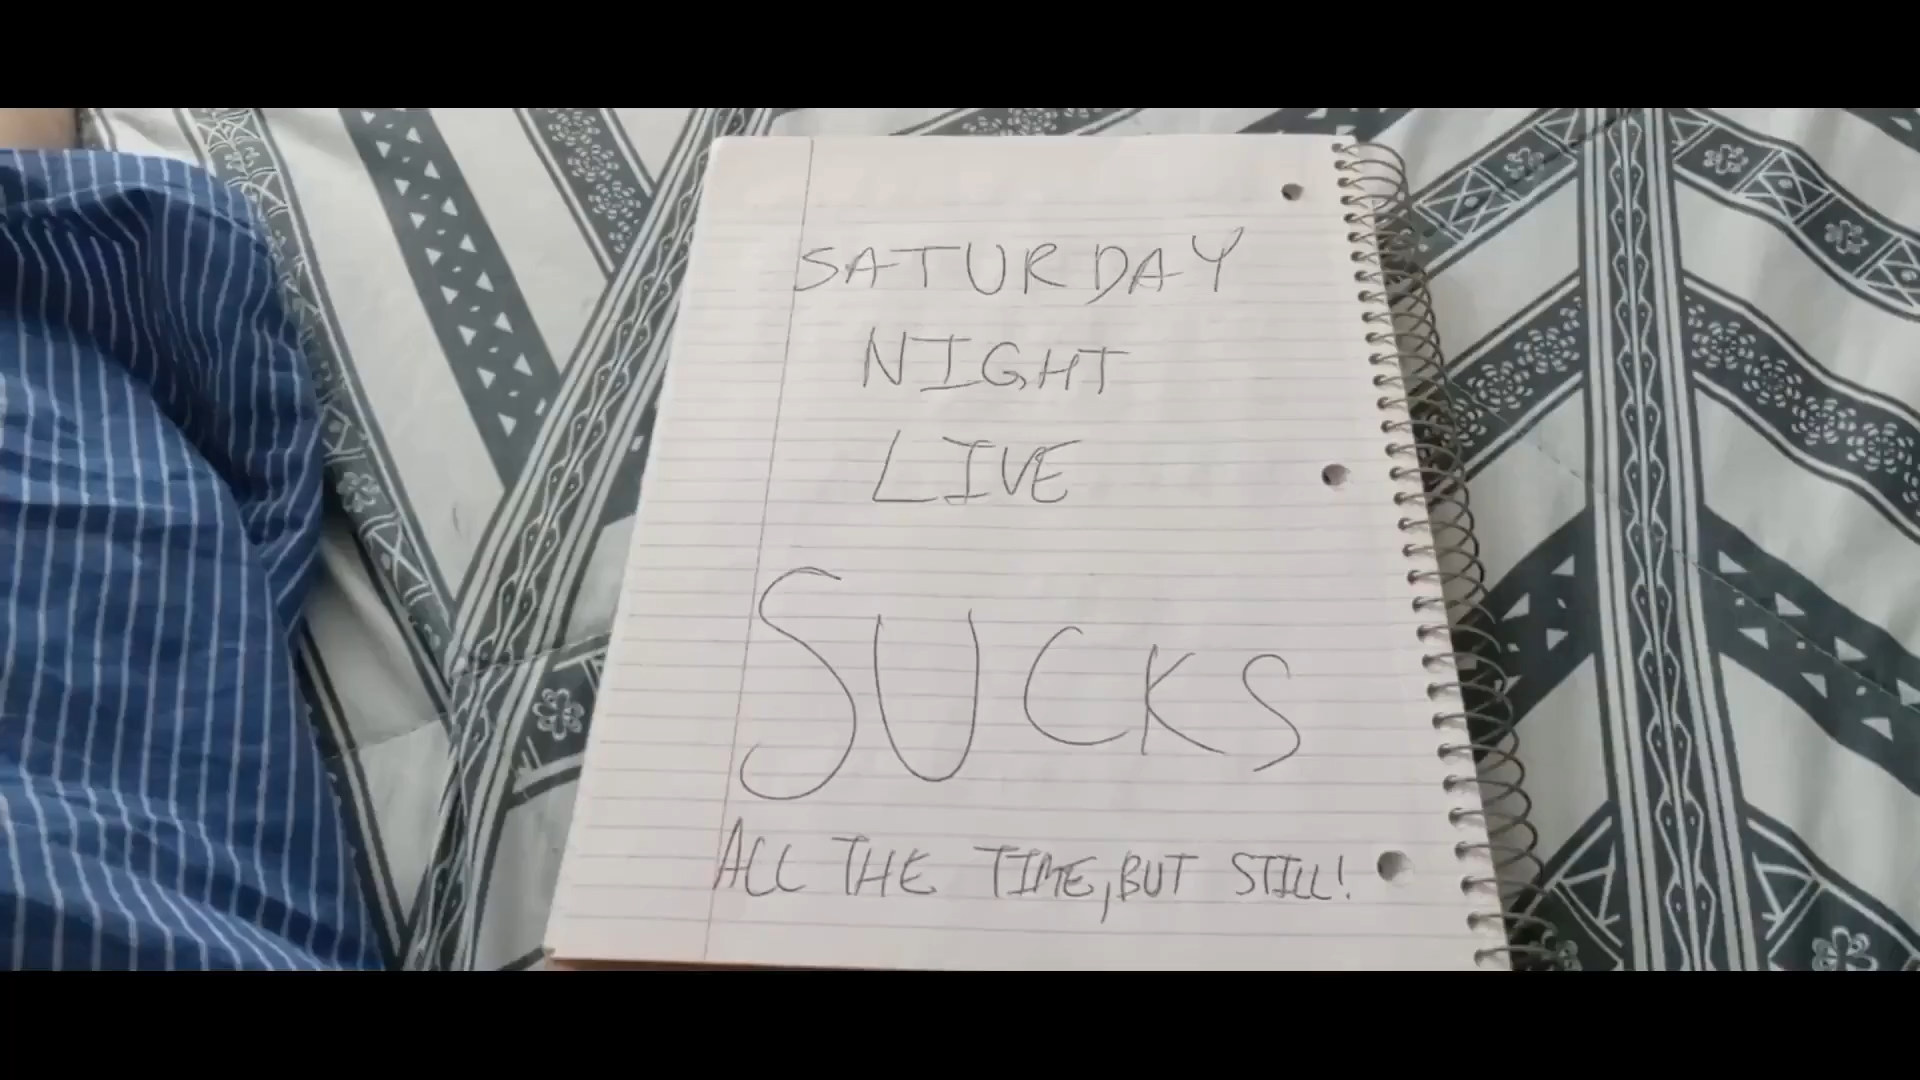 SATURDAY
NIGHT
LIVE
SUCKS
ALL THE TIME, BUT STILL!